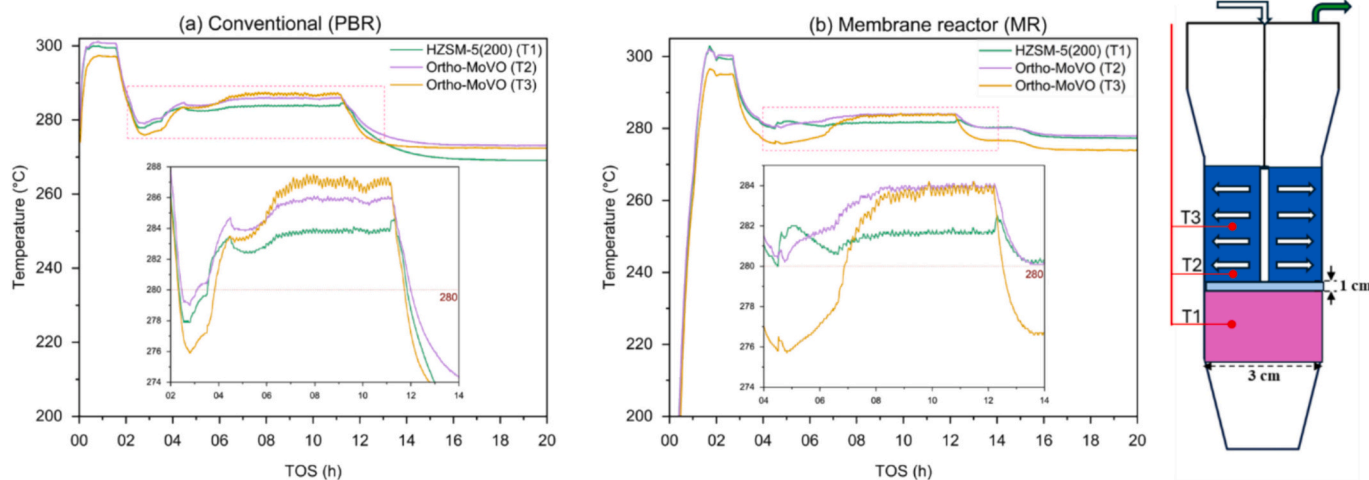 (a) Conventional (PBR)
HZSM-5(200) (T1)
Ortho-MoVO (T2)
Ortho-MoVO (T3)
Temperature (°C)
300
280
260
240
220
200
288
286
284
282
280
278
276
274
280
02
04
06
08
10
12
14
00 02 04 06 08 10 12 14 16 18 20
TOS (h)
(b) Membrane reactor (MR)
HZSM-5(200) (T1)
Ortho-MoVO (T2)
Ortho-MoVO (T3)
Temperature (°C)
300
280
260
240
220
200
284
282
280
278
276
274
280
04
06
08
10
12
14
00 02 04 06 08 10 12 14 16 18 20
TOS (h)
T3
T2
T1
1 cm
3 cm